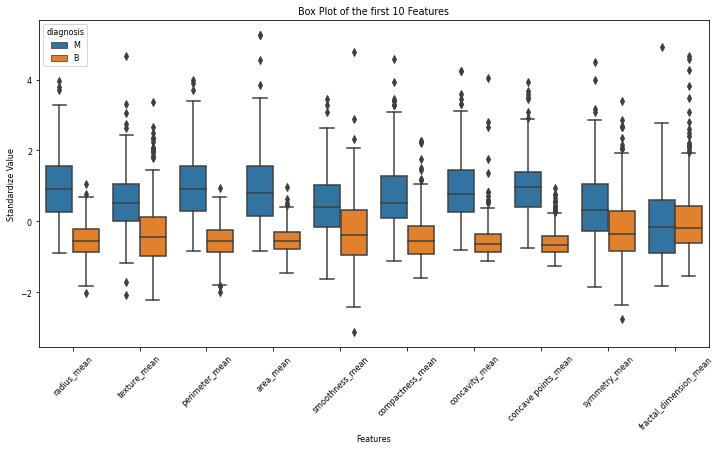 Box Plot of the first 10 Features
diagnosis
M
B
Standardize Value
4
2
0
−2
radius_mean
texture_mean
perimeter_mean
area_mean
smoothness_mean
compactness_mean
concavity_mean
concave points_mean
symmetry_mean
fractal_dimension_mean
Features